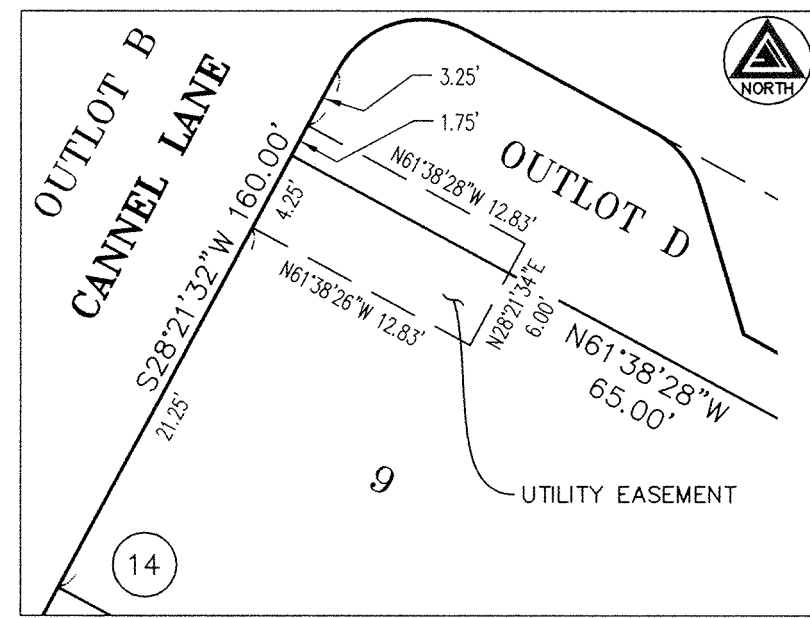 OUTLOT B
CANNEL LANE
NORTH
3.25'
1.75'
N61°38'28"W 12.83'
OUTLOT D
S28°21'32"W 160.00'
4.25'
N61°38'26"W 12.83'
N28°21'34"E
6.00'
N61°38'28"W
65.00'
21.25'
9
UTILITY EASEMENT
14